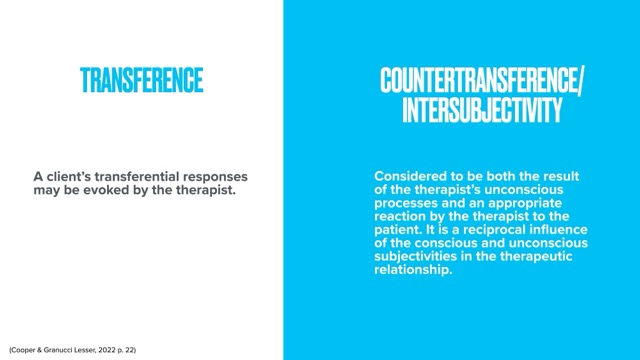 TRANSFERENCE
A client’s transferential responses
may be evoked by the therapist.
COUNTERTRANSFERENCE/
INTERSUBJECTIVITY
Considered to be both the result
of the therapist’s unconscious
processes and an appropriate
reaction by the therapist to the
patient. It is a reciprocal influence
of the conscious and unconscious
subjectivities in the therapeutic
relationship.
(Cooper & Granucci Lesser, 2022 p. 22)